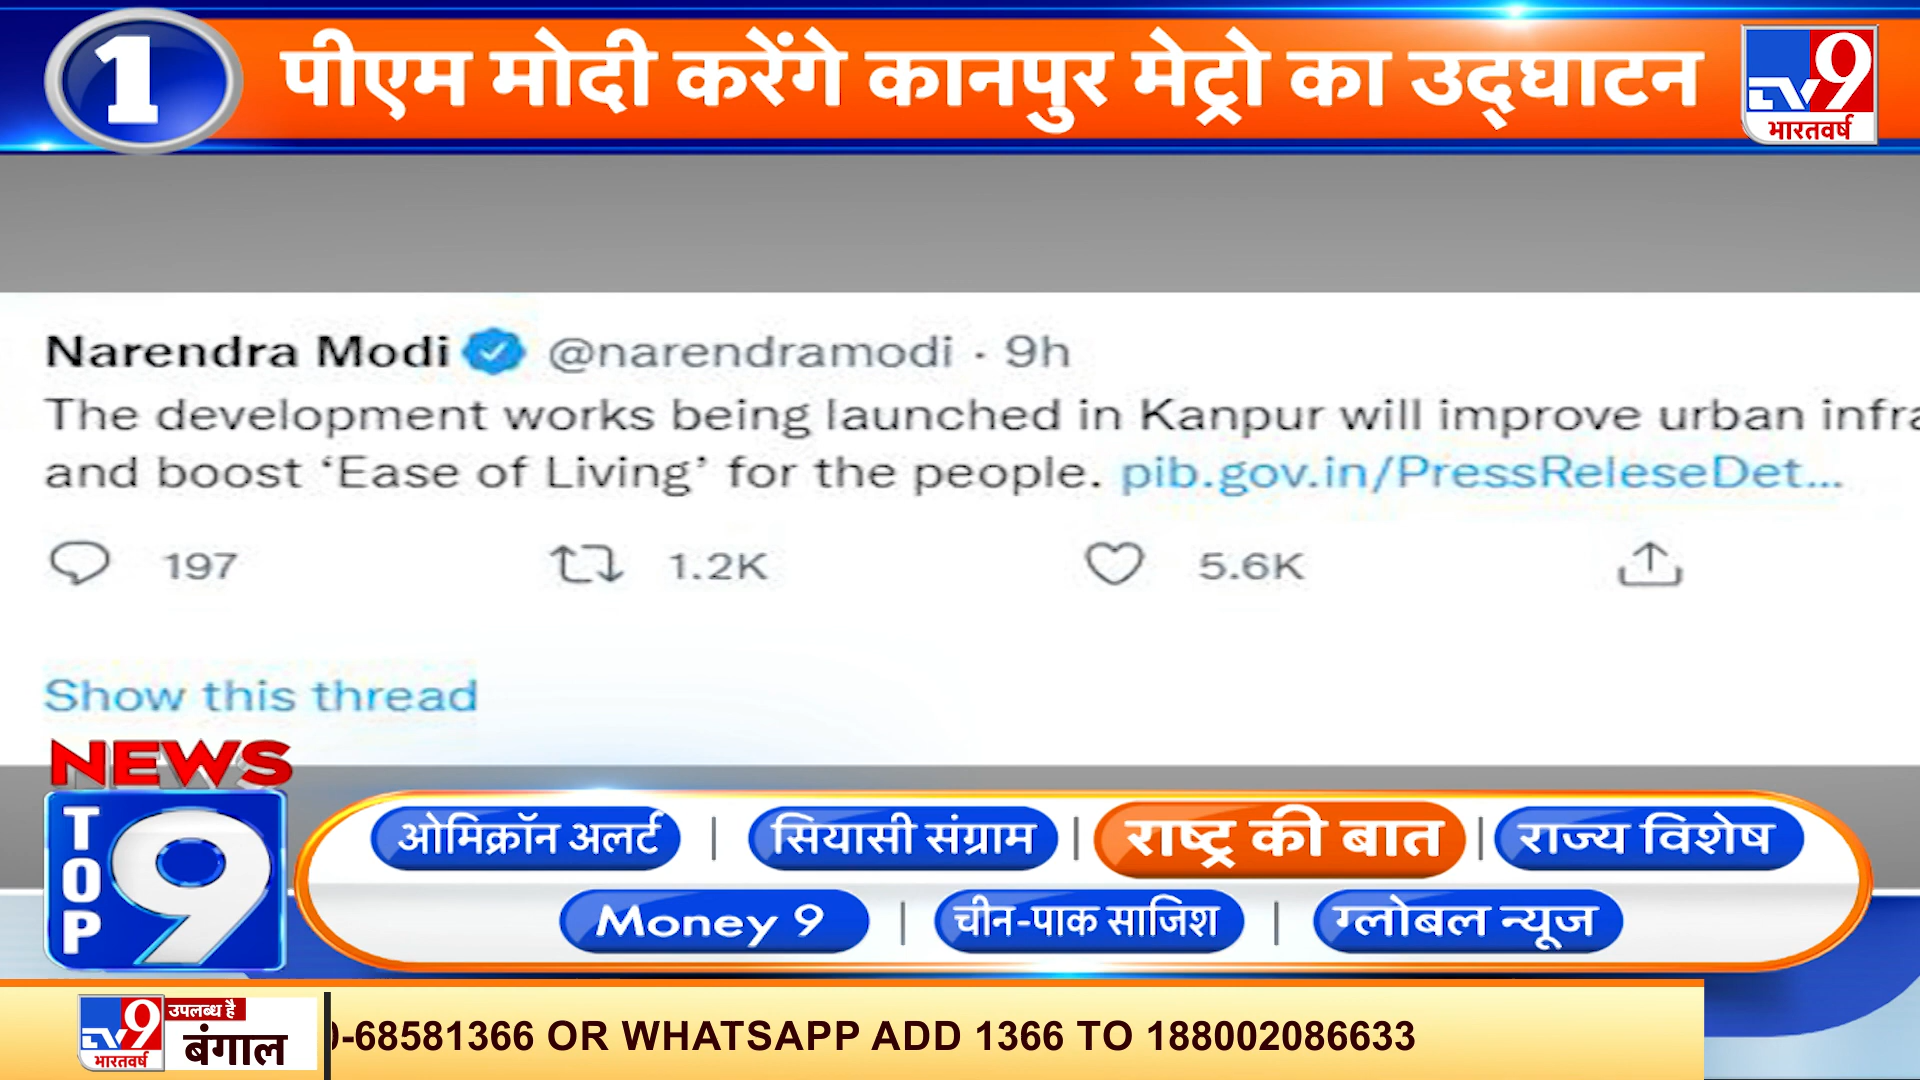 1 पीएम मोदी करेंगे कानपुर मेट्रो का उद्घाटन
TV9
भारतवर्ष
Narendra Modi @narendramodi · 9h
The development works being launched in Kanpur will improve urban infra
and boost ‘Ease of Living’ for the people. pib.gov.in/PressReleseDet...
197 1.2K 5.6K
Show this thread
NEWS
TOP 9
ओमिक्रॉन अलर्ट | सियासी संग्राम | राष्ट्र की बात | राज्य विशेष
Money 9 | चीन-पाक साजिश | ग्लोबल न्यूज
TV9 भारतवर्ष
उपलब्ध है
बंगाल
-68581366 OR WHATSAPP ADD 1366 TO 188002086633